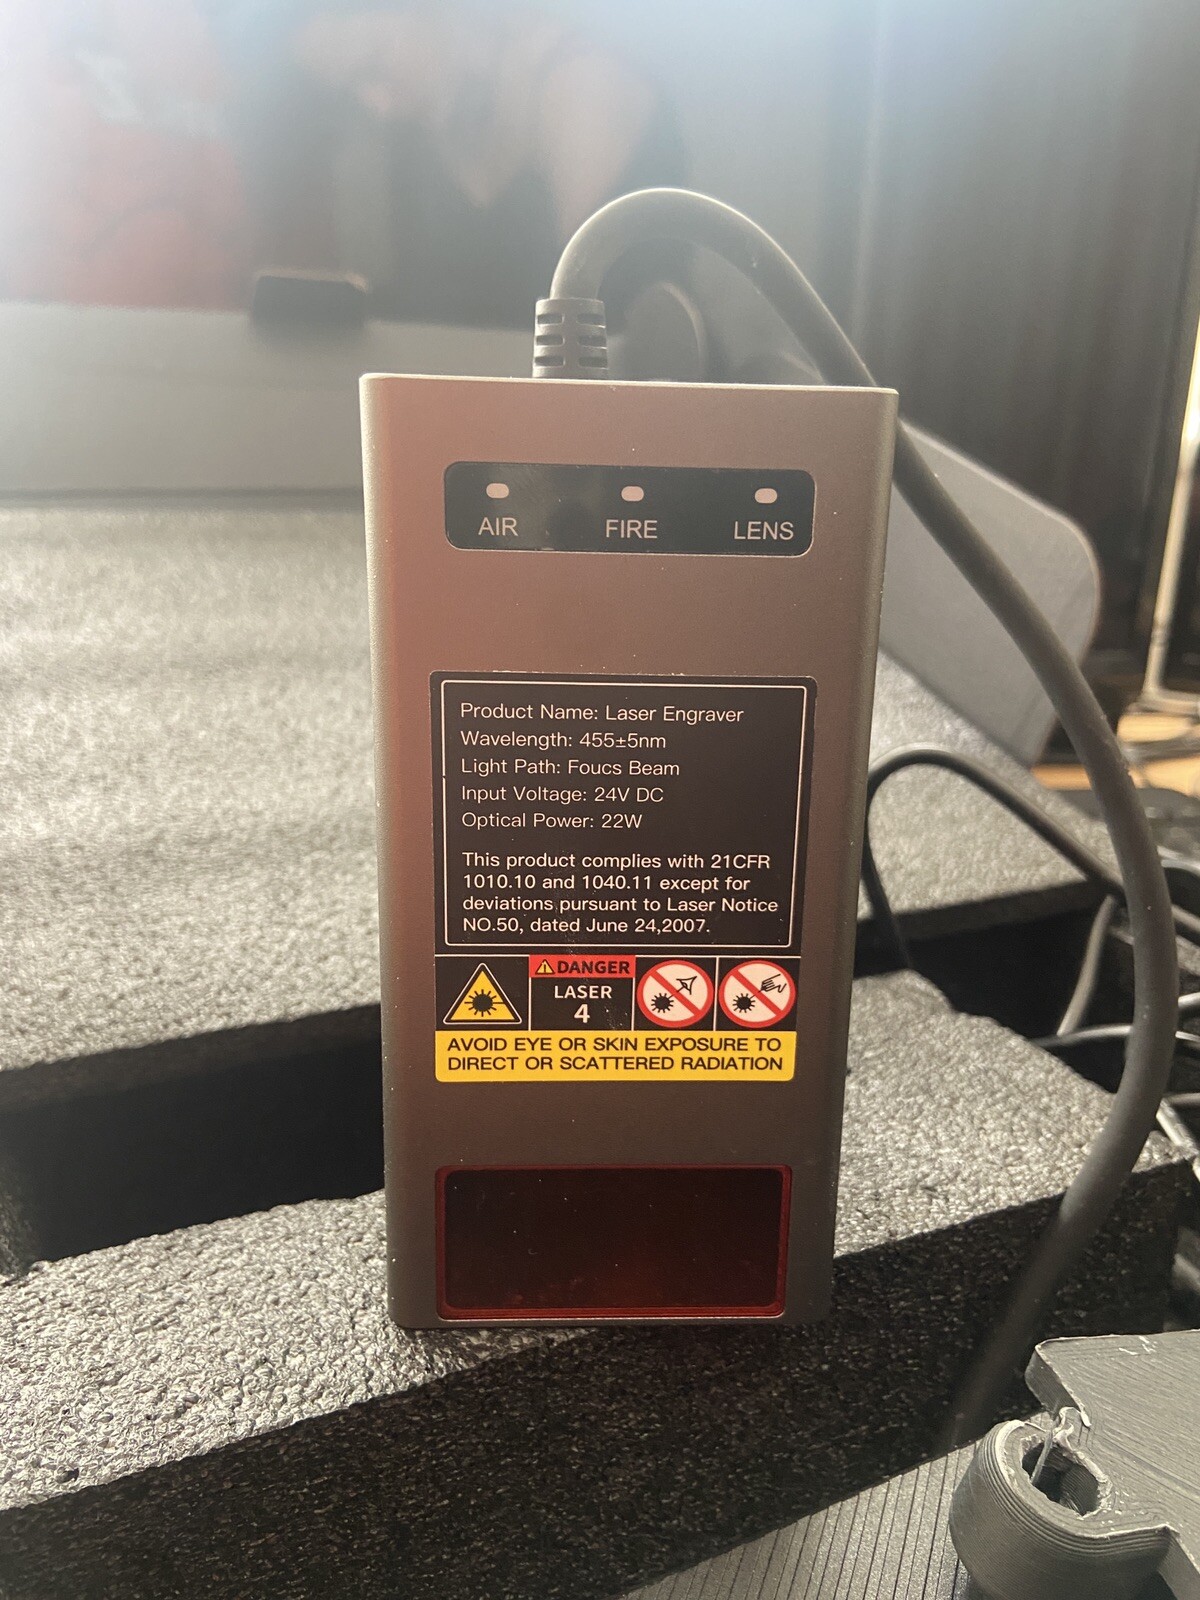 AIR FIRE LENS
Product Name: Laser Engraver
Wavelength: 455±5nm
Light Path: Foucs Beam
Input Voltage: 24V DC
Optical Power: 22W
This product complies with 21CFR
1010.10 and 1040.11 except for
deviations pursuant to Laser Notice
NO.50, dated June 24,2007.
DANGER
LASER
4
AVOID EYE OR SKIN EXPOSURE TO
DIRECT OR SCATTERED RADIATION